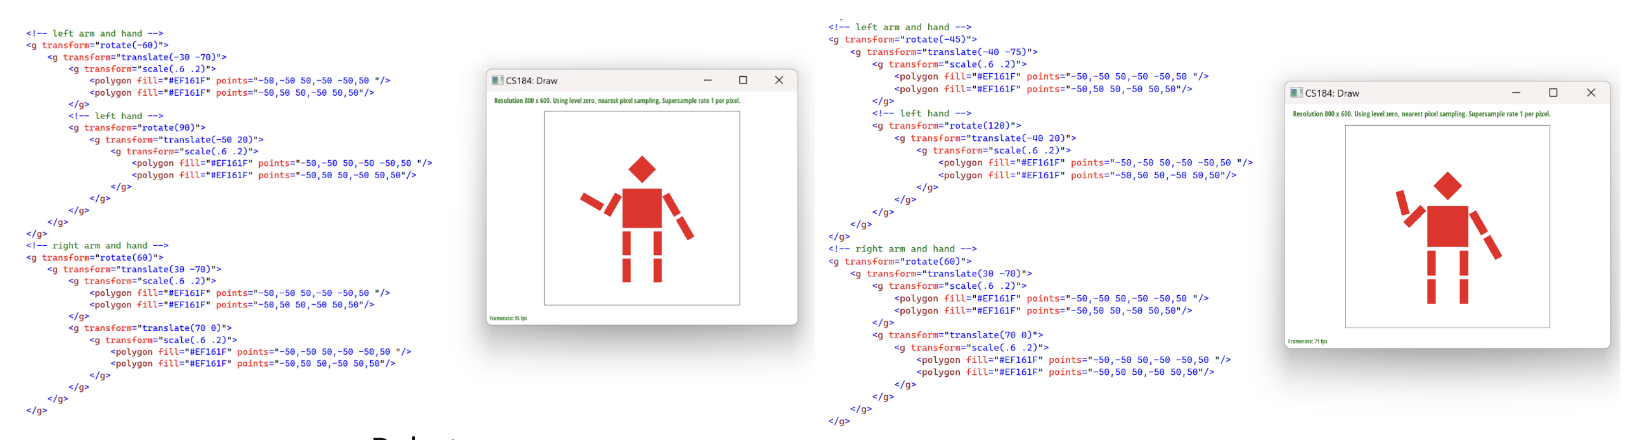 <!-- left arm and hand -->
<g transform="rotate(-60)">
<g transform="translate(-30 -70)">
<g transform="scale(.6 .2)">
<polygon fill="#EF161F" points="-50,-50 50,-50 -50,50 "/>
<polygon fill="#EF161F" points="-50,50 50,-50 50,50"/>
</g>
<!-- left hand -->
<g transform="rotate(90)">
<g transform="translate(-50 20)">
<g transform="scale(.6 .2)">
<polygon fill="#EF161F" points="-50,-50 50,-50 -50,50 "/>
<polygon fill="#EF161F" points="-50,50 50,-50 50,50"/>
</g>
</g>
</g>
</g>
</g>
<!-- right arm and hand -->
<g transform="rotate(60)">
<g transform="translate(30 -70)">
<g transform="scale(.6 .2)">
<polygon fill="#EF161F" points="-50,-50 50,-50 -50,50 "/>
<polygon fill="#EF161F" points="-50,50 50,-50 50,50"/>
</g>
<g transform="translate(70 0)">
<g transform="scale(.6 .2)">
<polygon fill="#EF161F" points="-50,-50 50,-50 -50,50 "/>
<polygon fill="#EF161F" points="-50,50 50,-50 50,50"/>
</g>
</g>
</g>
</g>
CS184: Draw
Resolution 800 x 600. Using level zero, nearest pixel sampling. Supersample rate 1 per pixel.
Framerate: 95 fps
<!-- left arm and hand -->
<g transform="rotate(-45)">
<g transform="translate(-40 -75)">
<g transform="scale(.6 .2)">
<polygon fill="#EF161F" points="-50,-50 50,-50 -50,50 "/>
<polygon fill="#EF161F" points="-50,50 50,-50 50,50"/>
</g>
<!-- left hand -->
<g transform="rotate(120)">
<g transform="translate(-40 20)">
<g transform="scale(.6 .2)">
<polygon fill="#EF161F" points="-50,-50 50,-50 -50,50 "/>
<polygon fill="#EF161F" points="-50,50 50,-50 50,50"/>
</g>
</g>
</g>
</g>
</g>
<!-- right arm and hand -->
<g transform="rotate(60)">
<g transform="translate(30 -70)">
<g transform="scale(.6 .2)">
<polygon fill="#EF161F" points="-50,-50 50,-50 -50,50 "/>
<polygon fill="#EF161F" points="-50,50 50,-50 50,50"/>
</g>
<g transform="translate(70 0)">
<g transform="scale(.6 .2)">
<polygon fill="#EF161F" points="-50,-50 50,-50 -50,50 "/>
<polygon fill="#EF161F" points="-50,50 50,-50 50,50"/>
</g>
</g>
</g>
</g>
CS184: Draw
Resolution 800 x 600. Using level zero, nearest pixel sampling. Supersample rate 1 per pixel.
Framerate: 71 fps